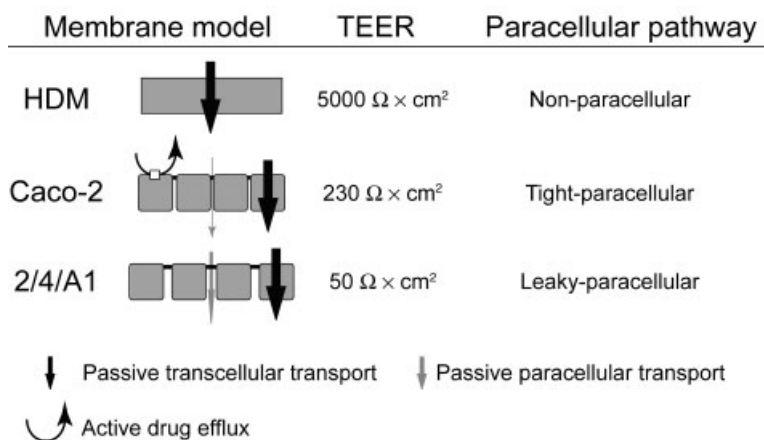 Membrane model TEER Paracellular pathway
HDM 5000 Ω × cm² Non-paracellular
Caco-2 230 Ω × cm² Tight-paracellular
2/4/A1 50 Ω × cm² Leaky-paracellular
Passive transcellular transport Passive paracellular transport
Active drug efflux